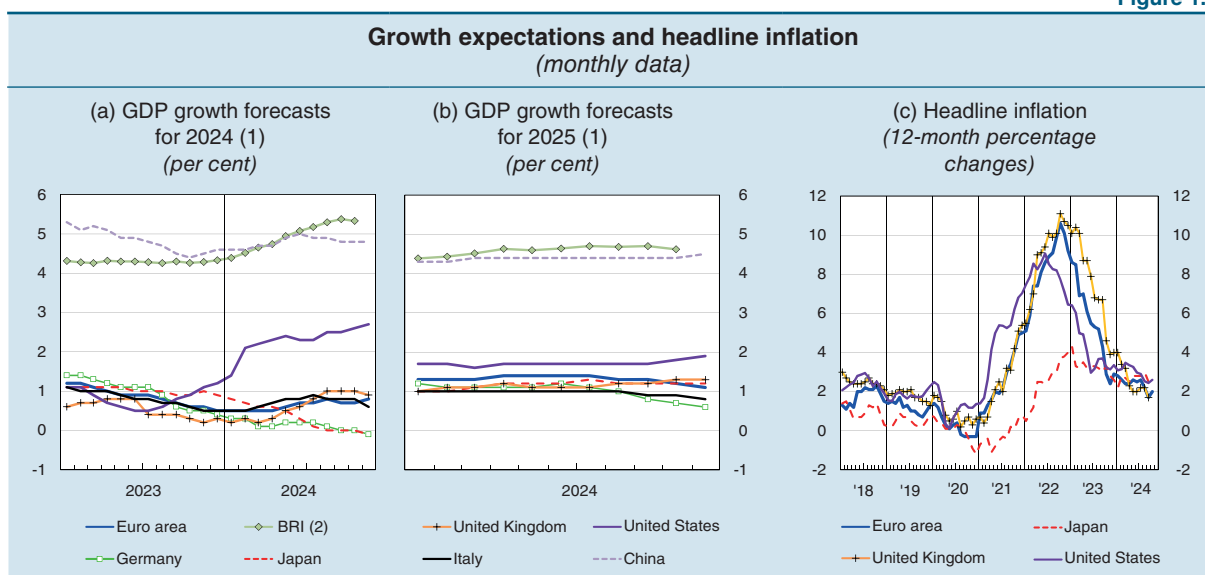 Figure 1.
Growth expectations and headline inflation
(monthly data)
(a) GDP growth forecasts
for 2024 (1)
(per cent)
6
5
4
3
2
1
0
-1
2023 2024
(b) GDP growth forecasts
for 2025 (1)
(per cent)
6
5
4
3
2
1
0
-1
2024
(c) Headline inflation
(12-month percentage
changes)
12
10
8
6
4
2
0
-2
12
10
8
6
4
2
0
-2
'18 '19 '20 '21 '22 '23 '24
Euro area BRI (2) United Kingdom United States
Germany Japan Italy China
Euro area Japan
United Kingdom United States